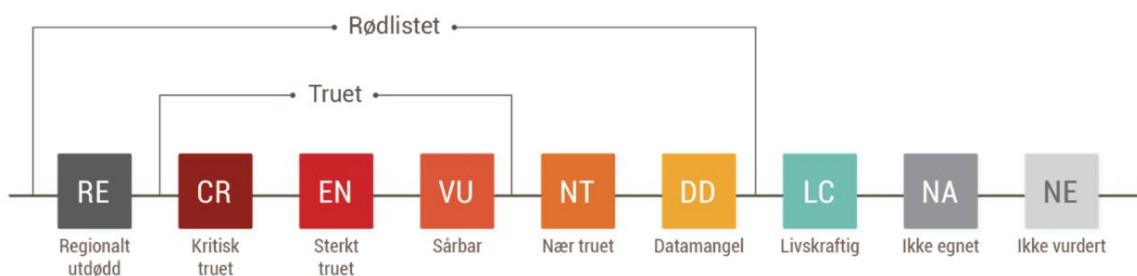 Rødlistet
Truet
RE
CR
EN
VU
NT
DD
LC
NA
NE
Regionalt
utdødd
Kritisk
truet
Sterkt
truet
Sårbar
Nær truet
Datamangel
Livskraftig
Ikke egnet
Ikke vurdert